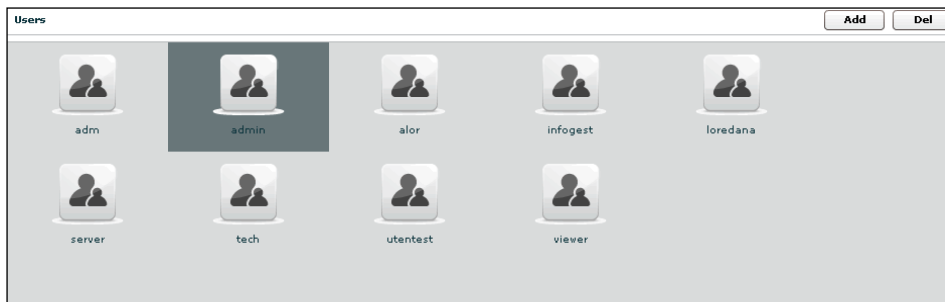 Users Add Del
adm admin alor infogest loredana
server tech utentest viewer